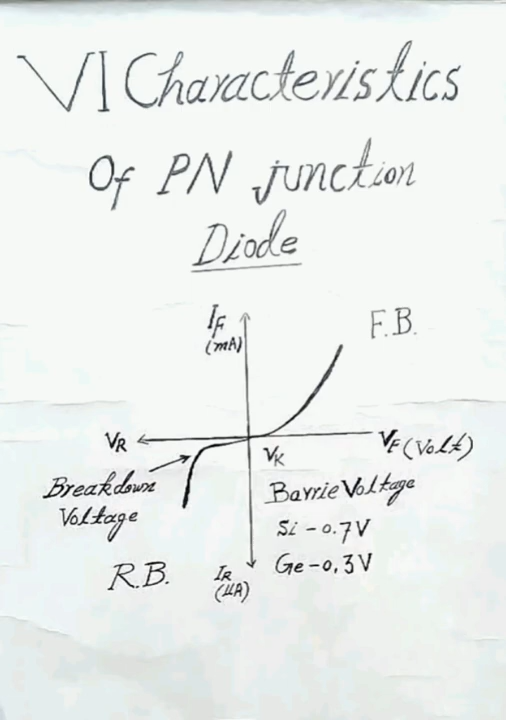 VI Characteristics
Of PN junction
Diode
IF
(mA)
F.B.
VR
VF (Volt)
VK
Breakdown
Voltage
Barrie Voltage
Si - 0.7V
Ge - 0.3V
R.B.
IR
(μA)